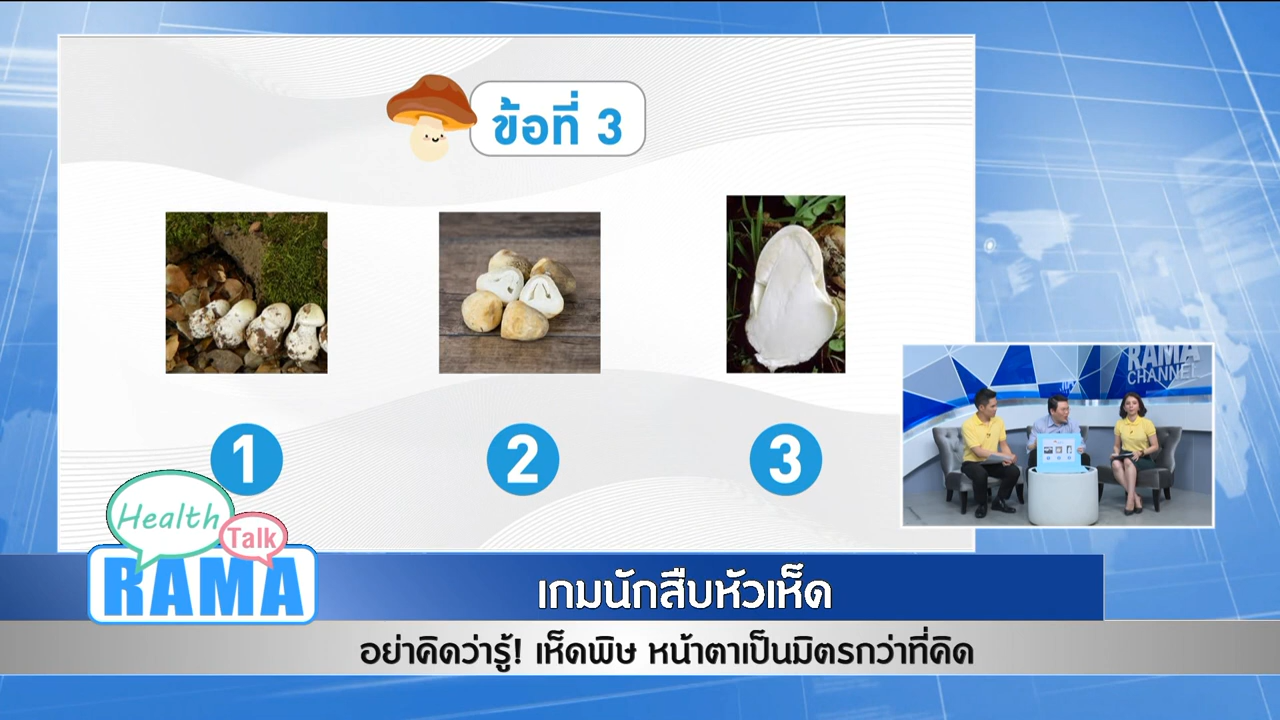 ข้อที่ 3
1
2
3
RAMA
CHANNEL
Health
Talk
RAMA
เกมนักสืบหัวเห็ด
อย่าคิดว่ารู้! เห็ดพิษ หน้าตาเป็นมิตรกว่าที่คิด